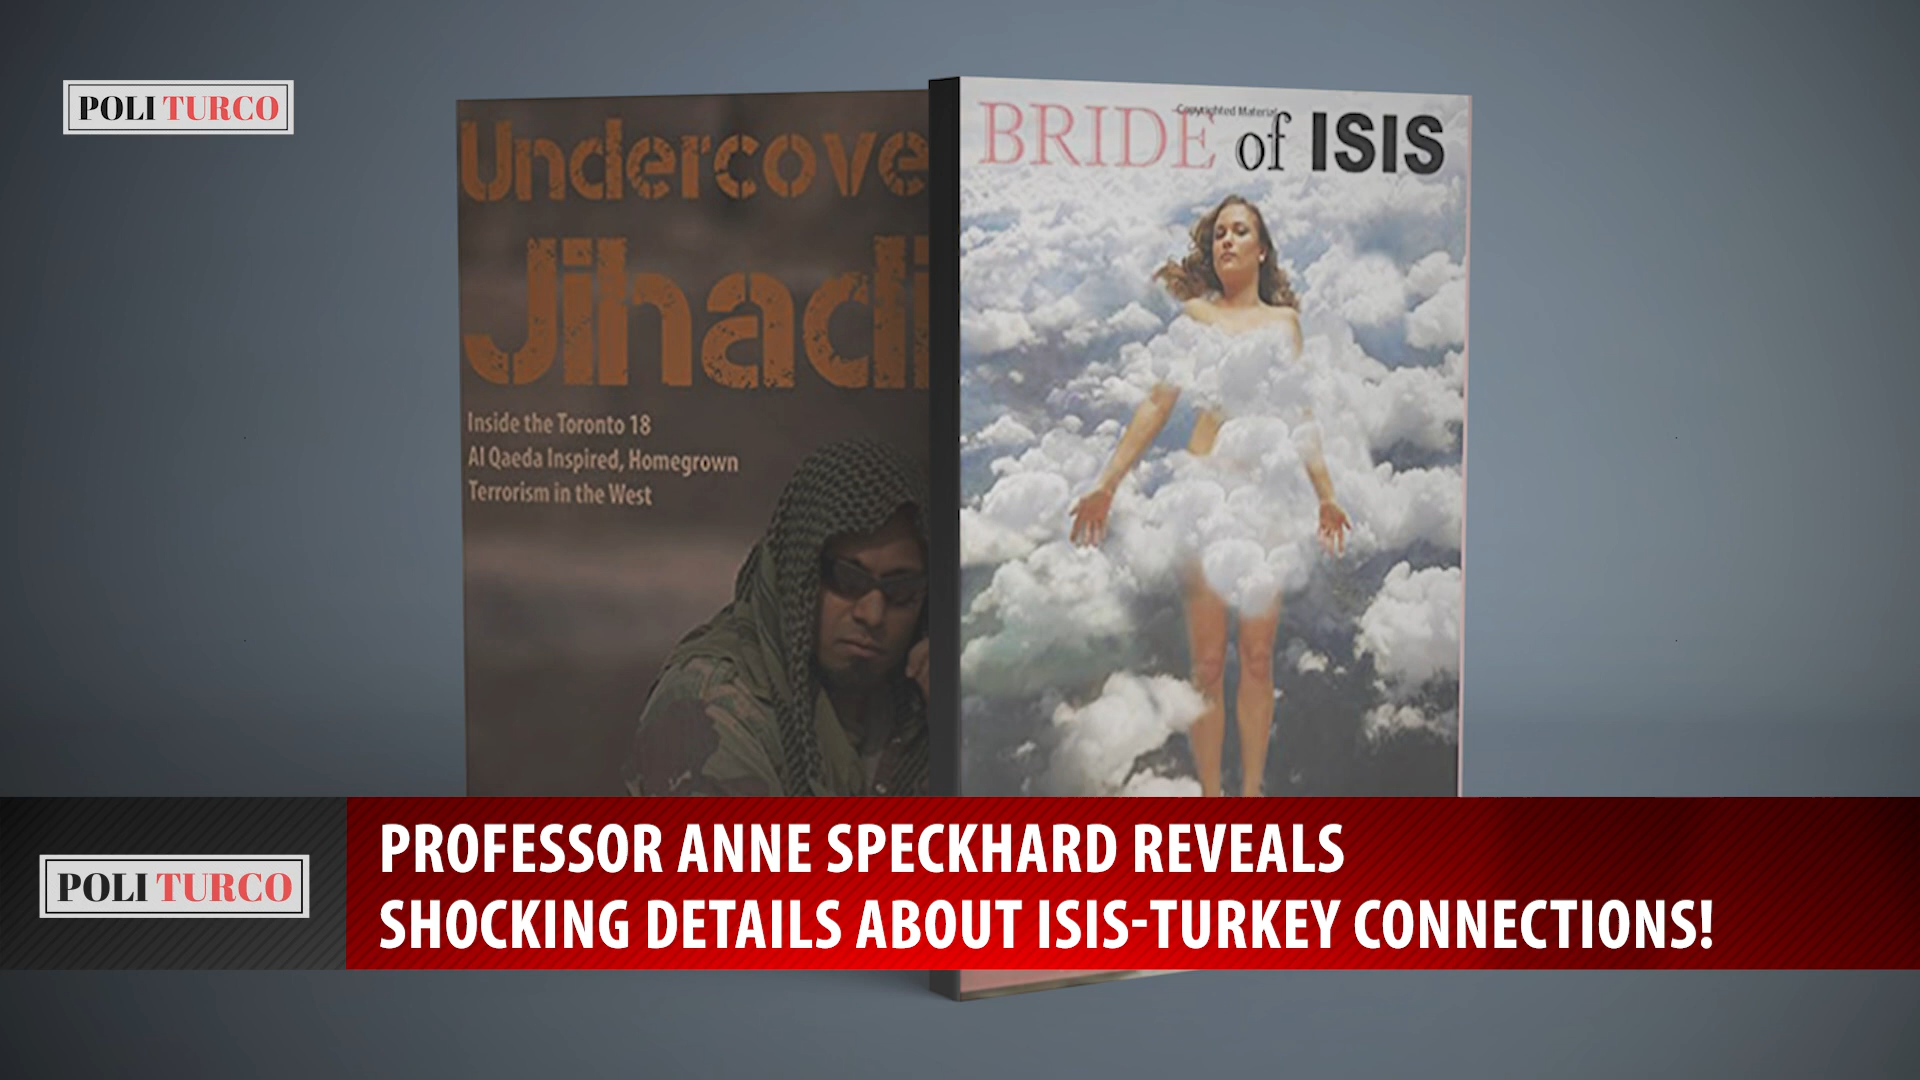 POLI TURCO
Undercove
Jihadi
Inside the Toronto 18
Al Qaeda Inspired, Homegrown
Terrorism in the West
Copyrighted Material
BRIDE of ISIS
POLI TURCO
PROFESSOR ANNE SPECKHARD REVEALS
SHOCKING DETAILS ABOUT ISIS-TURKEY CONNECTIONS!